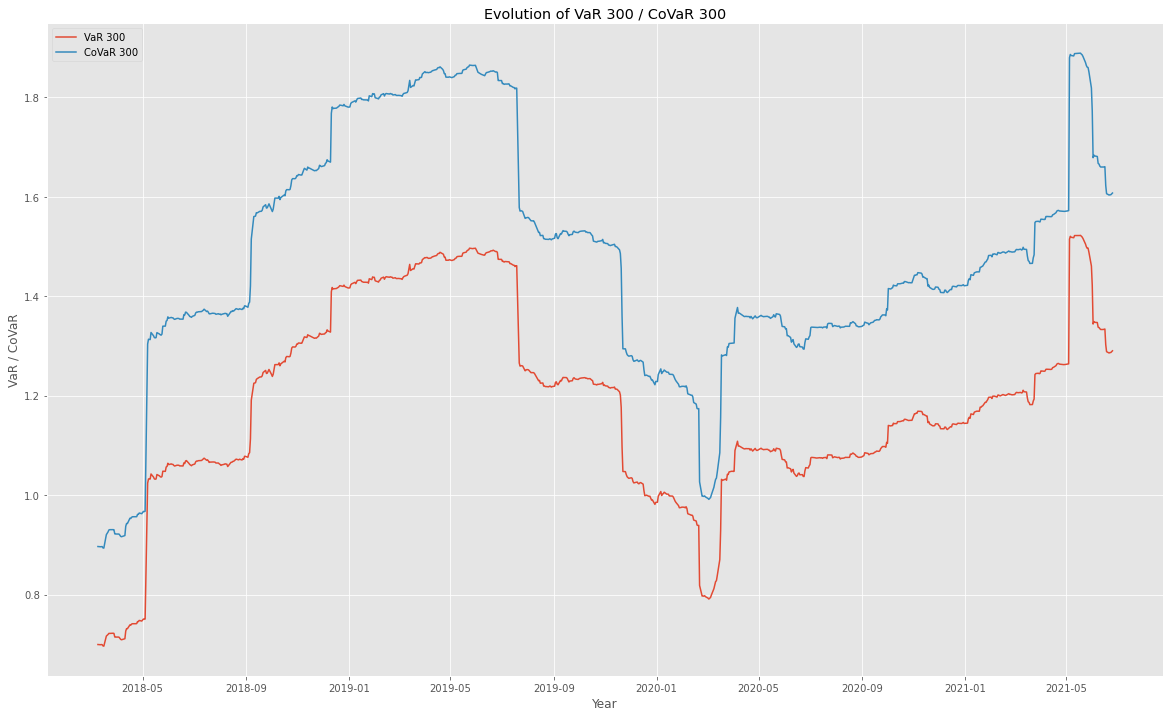 Evolution of VaR 300 / CoVaR 300
VaR 300
CoVaR 300
1.8
1.6
1.4
1.2
1.0
0.8
VaR / CoVaR
2018-05 2018-09 2019-01 2019-05 2019-09 2020-01 2020-05 2020-09 2021-01 2021-05
Year